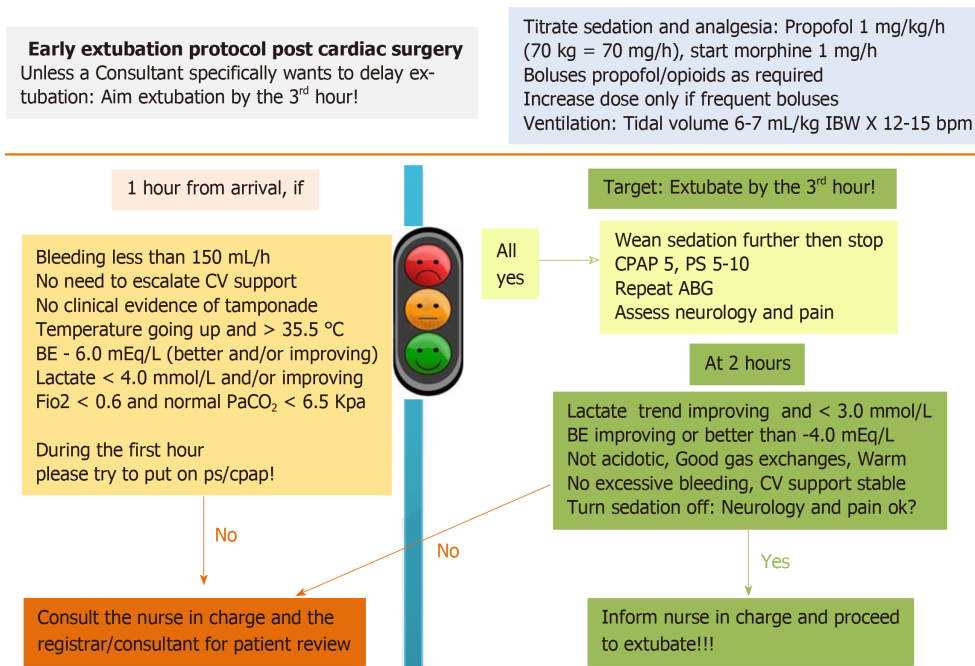 Early extubation protocol post cardiac surgery
Unless a Consultant specifically wants to delay ex-
tubation: Aim extubation by the 3rd hour!
Titrate sedation and analgesia: Propofol 1 mg/kg/h
(70 kg = 70 mg/h), start morphine 1 mg/h
Boluses propofol/opioids as required
Increase dose only if frequent boluses
Ventilation: Tidal volume 6-7 mL/kg IBW X 12-15 bpm
1 hour from arrival, if
Bleeding less than 150 mL/h
No need to escalate CV support
No clinical evidence of tamponade
Temperature going up and > 35.5 °C
BE - 6.0 mEq/L (better and/or improving)
Lactate < 4.0 mmol/L and/or improving
Fio2 < 0.6 and normal PaCO2 < 6.5 Kpa
During the first hour
please try to put on ps/cpap!
No
Consult the nurse in charge and the
registrar/consultant for patient review
Target: Extubate by the 3rd hour!
All
yes
Wean sedation further then stop
CPAP 5, PS 5-10
Repeat ABG
Assess neurology and pain
At 2 hours
Lactate trend improving and < 3.0 mmol/L
BE improving or better than -4.0 mEq/L
Not acidotic, Good gas exchanges, Warm
No excessive bleeding, CV support stable
Turn sedation off: Neurology and pain ok?
No
Yes
Inform nurse in charge and proceed
to extubate!!!